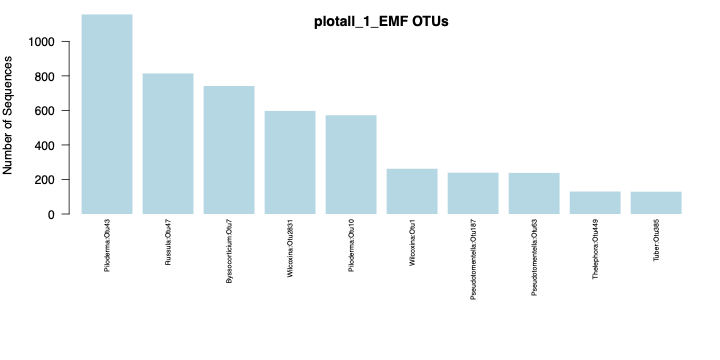 plotall_1_EMF OTUs
Number of Sequences
1000
800
600
400
200
0
Piloderma:Otu43
Russula:Otu47
Byssocorticium:Otu7
Wilcoxina:Otu2831
Piloderma:Otu10
Wilcoxina:Otu1
Pseudotomentella:Otu187
Pseudotomentella:Otu63
Thelephora:Otu449
Tuber:Otu385